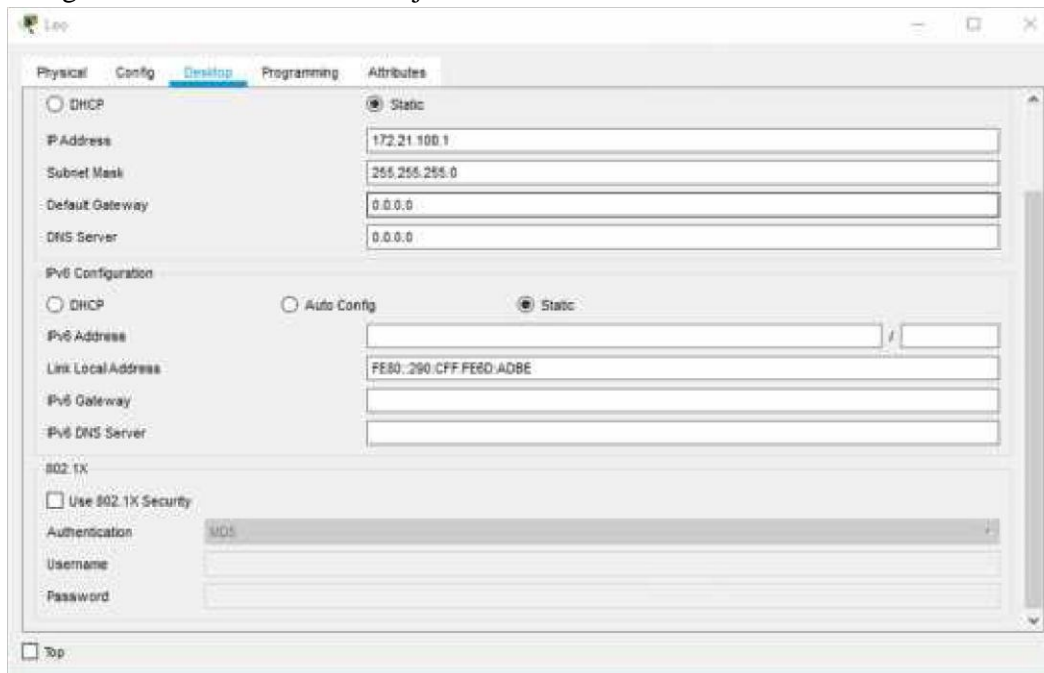 Leo
Physical Config Desktop Programming Attributes
DHCP Static
IP Address 172.21.100.1
Subnet Mask 255.255.255.0
Default Gateway 0.0.0.0
DNS Server 0.0.0.0
IPv6 Configuration
DHCP Auto Config Static
IPv6 Address /
Link Local Address FE80::290:CFF:FE6D:ADBE
IPv6 Gateway
IPv6 DNS Server
802.1X
Use 802.1X Security
Authentication MD5
Username
Password
Top